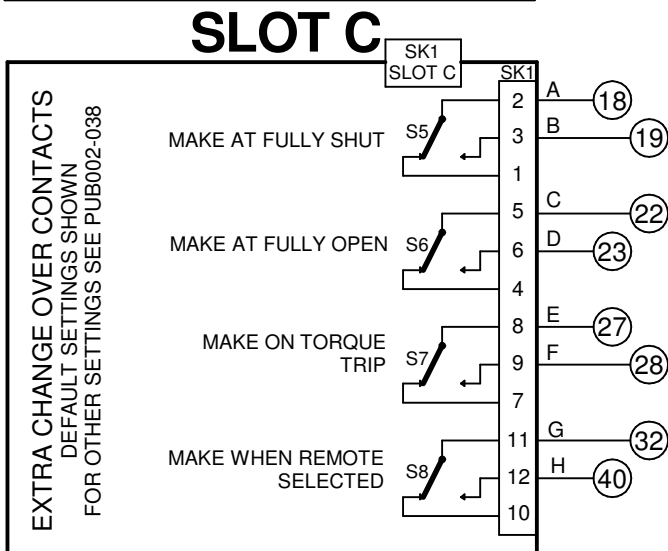 SLOT C
SK1
SLOT C
SK1
EXTRA CHANGE OVER CONTACTS
DEFAULT SETTINGS SHOWN
FOR OTHER SETTINGS SEE PUB002-038
MAKE AT FULLY SHUT
S5
2
A
18
3
B
19
1
MAKE AT FULLY OPEN
S6
5
C
22
6
D
23
4
MAKE ON TORQUE
TRIP
S7
8
E
27
9
F
28
7
MAKE WHEN REMOTE
SELECTED
S8
11
G
32
12
H
40
10